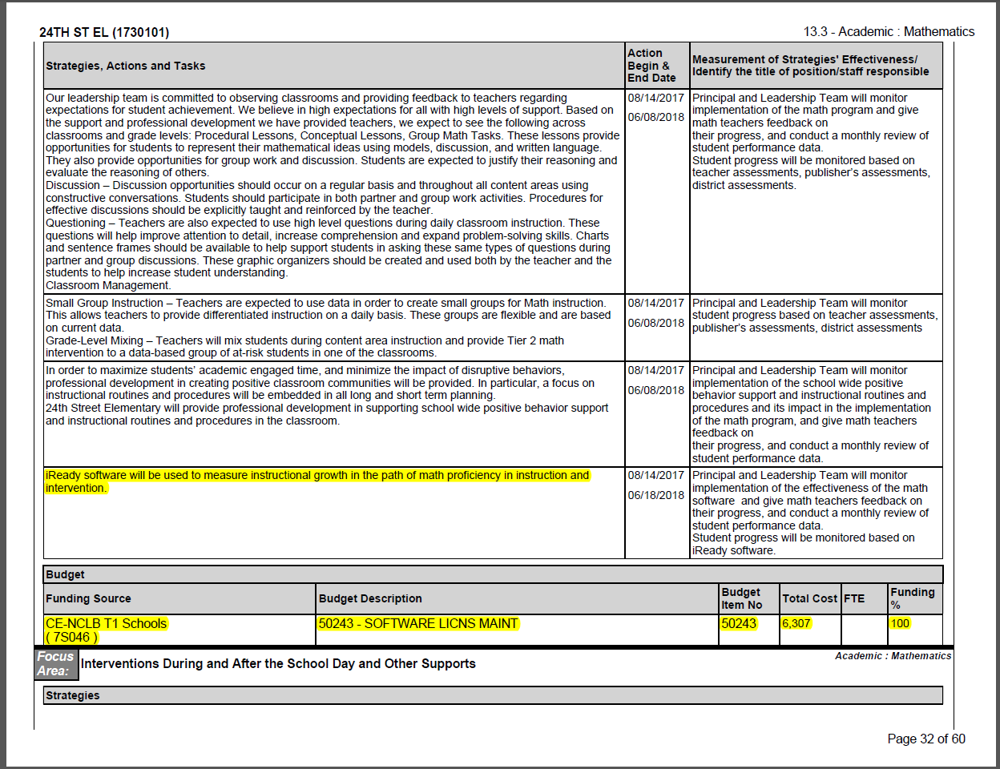 24TH ST EL (1730101)
13.3 - Academic : Mathematics
Strategies, Actions and Tasks
Action
Begin &
End Date
Measurement of Strategies' Effectiveness/
Identify the title of position/staff responsible
Our leadership team is committed to observing classrooms and providing feedback to teachers regarding
expectations for student achievement. We believe in high expectations for all with high levels of support. Based on
the support and professional development we have provided teachers, we expect to see the following across
classrooms and grade levels: Procedural Lessons, Conceptual Lessons, Group Math Tasks. These lessons provide
opportunities for students to represent their mathematical ideas using models, discussion, and written language.
They also provide opportunities for group work and discussion. Students are expected to justify their reasoning and
evaluate the reasoning of others.
Discussion – Discussion opportunities should occur on a regular basis and throughout all content areas using
constructive conversations. Students should participate in both partner and group work activities. Procedures for
effective discussions should be explicitly taught and reinforced by the teacher.
Questioning – Teachers are also expected to use high level questions during daily classroom instruction. These
questions will help improve attention to detail, increase comprehension and expand problem-solving skills. Charts
and sentence frames should be available to help support students in asking these same types of questions during
partner and group discussions. These graphic organizers should be created and used both by the teacher and the
students to help increase student understanding.
Classroom Management.
08/14/2017
06/08/2018
Principal and Leadership Team will monitor
implementation of the math program and give
math teachers feedback on
their progress, and conduct a monthly review of
student performance data.
Student progress will be monitored based on
teacher assessments, publisher's assessments,
district assessments.
Small Group Instruction – Teachers are expected to use data in order to create small groups for Math instruction.
This allows teachers to provide differentiated instruction on a daily basis. These groups are flexible and are based
on current data.
Grade-Level Mixing – Teachers will mix students during content area instruction and provide Tier 2 math
intervention to a data-based group of at-risk students in one of the classrooms.
08/14/2017
06/08/2018
Principal and Leadership Team will monitor
student progress based on teacher assessments,
publisher's assessments, district assessments
In order to maximize students' academic engaged time, and minimize the impact of disruptive behaviors,
professional development in creating positive classroom communities will be provided. In particular, a focus on
instructional routines and procedures will be embedded in all long and short term planning.
24th Street Elementary will provide professional development in supporting school wide positive behavior support
and instructional routines and procedures in the classroom.
08/14/2017
06/08/2018
Principal and Leadership Team will monitor
implementation of the school wide positive
behavior support and instructional routines and
procedures and its impact in the implementation
of the math program, and give math teachers
feedback on
their progress, and conduct a monthly review of
student performance data.
iReady software will be used to measure instructional growth in the path of math proficiency in instruction and
intervention.
08/14/2017
06/18/2018
Principal and Leadership Team will monitor
implementation of the effectiveness of the math
software and give math teachers feedback on
their progress, and conduct a monthly review of
student performance data.
Student progress will be monitored based on
iReady software.
Budget
Funding Source
Budget Description
Budget
Item No
Total Cost
FTE
Funding
%
CE-NCLB T1 Schools
( 7S046 )
50243 - SOFTWARE LICNS MAINT
50243
6,307
100
Focus
Area:
Interventions During and After the School Day and Other Supports
Academic : Mathematics
Strategies
Page 32 of 60